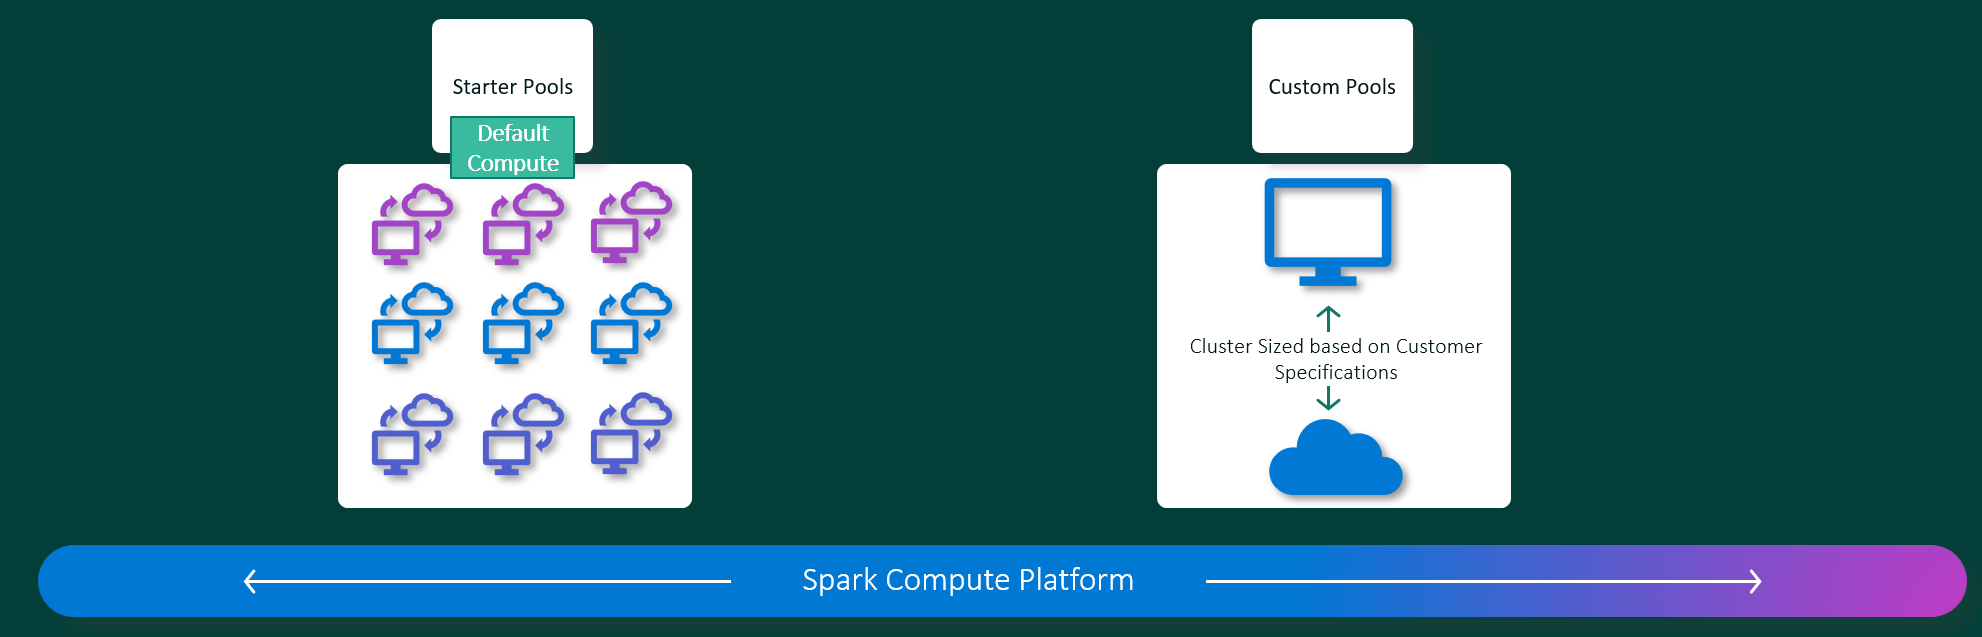 Starter Pools
Default
Compute
Custom Pools
Cluster Sized based on Customer
Specifications
Spark Compute Platform